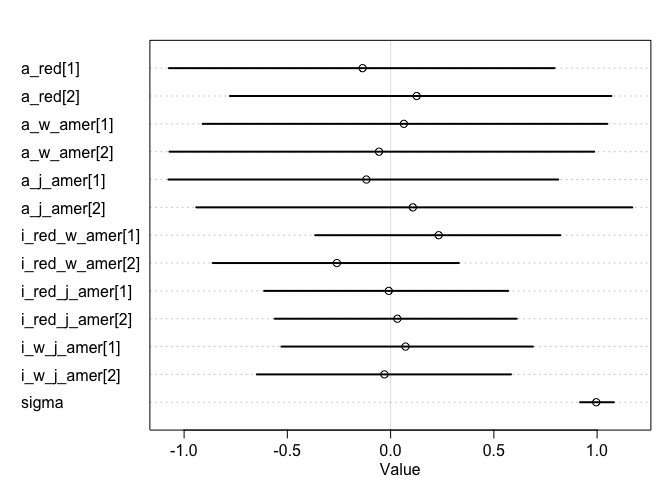 a_red[1]
a_red[2]
a_w_amer[1]
a_w_amer[2]
a_j_amer[1]
a_j_amer[2]
i_red_w_amer[1]
i_red_w_amer[2]
i_red_j_amer[1]
i_red_j_amer[2]
i_w_j_amer[1]
i_w_j_amer[2]
sigma
-1.0 -0.5 0.0 0.5 1.0
Value